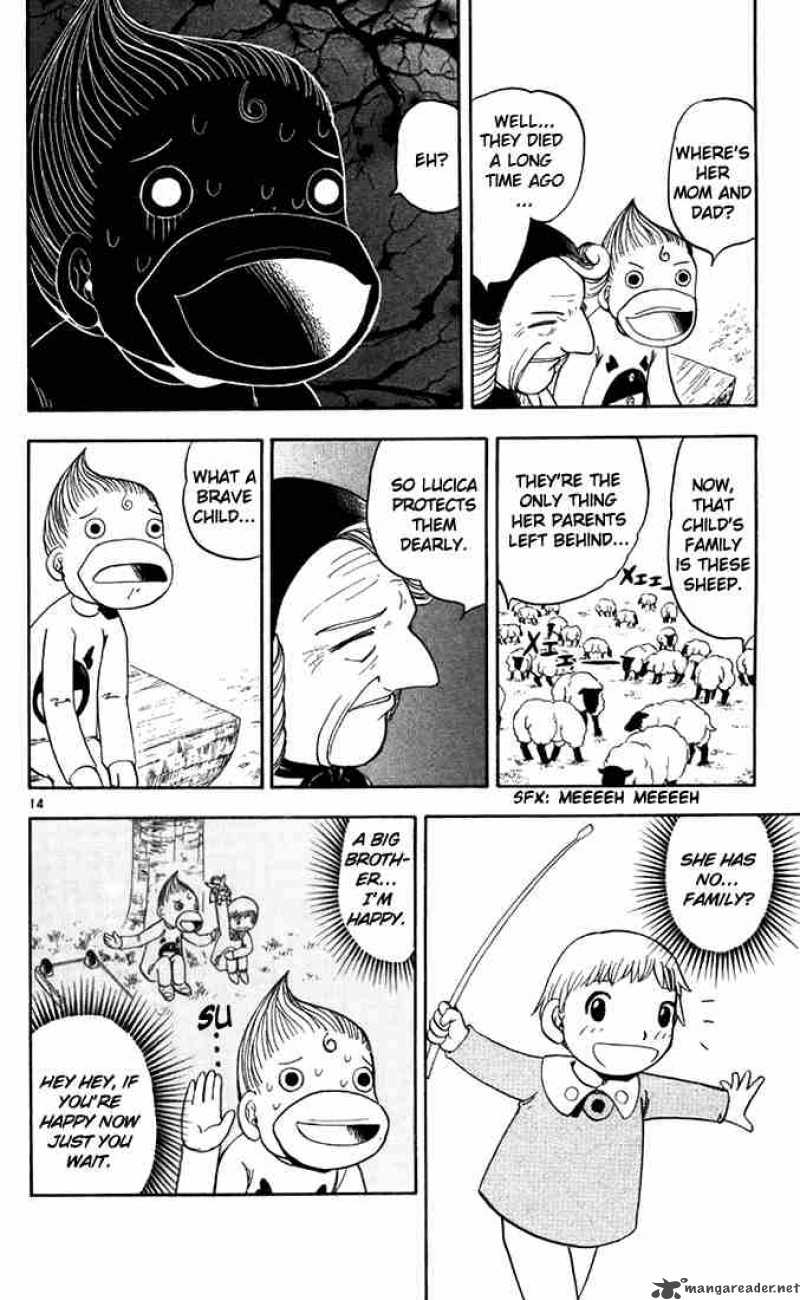 WHERE'S
HER
MOM AND
DAD?
WELL...
THEY DIED
A LONG
TIME AGO
...
EH?
NOW,
THAT
CHILD'S
FAMILY
IS THESE
SHEEP.
THEY'RE THE
ONLY THING
HER PARENTS
LEFT BEHIND...
XII
XII
SFX: MEEEEH MEEEEH
SO LUCICA
PROTECTS
THEM
DEARLY.
WHAT A
BRAVE
CHILD...
14
SHE HAS
NO...
FAMILY?
A BIG
BROTH-
ER...
I'M
HAPPY.
SU
HEY HEY, IF
YOU'RE
HAPPY NOW
JUST YOU
WAIT.
mangareader.net